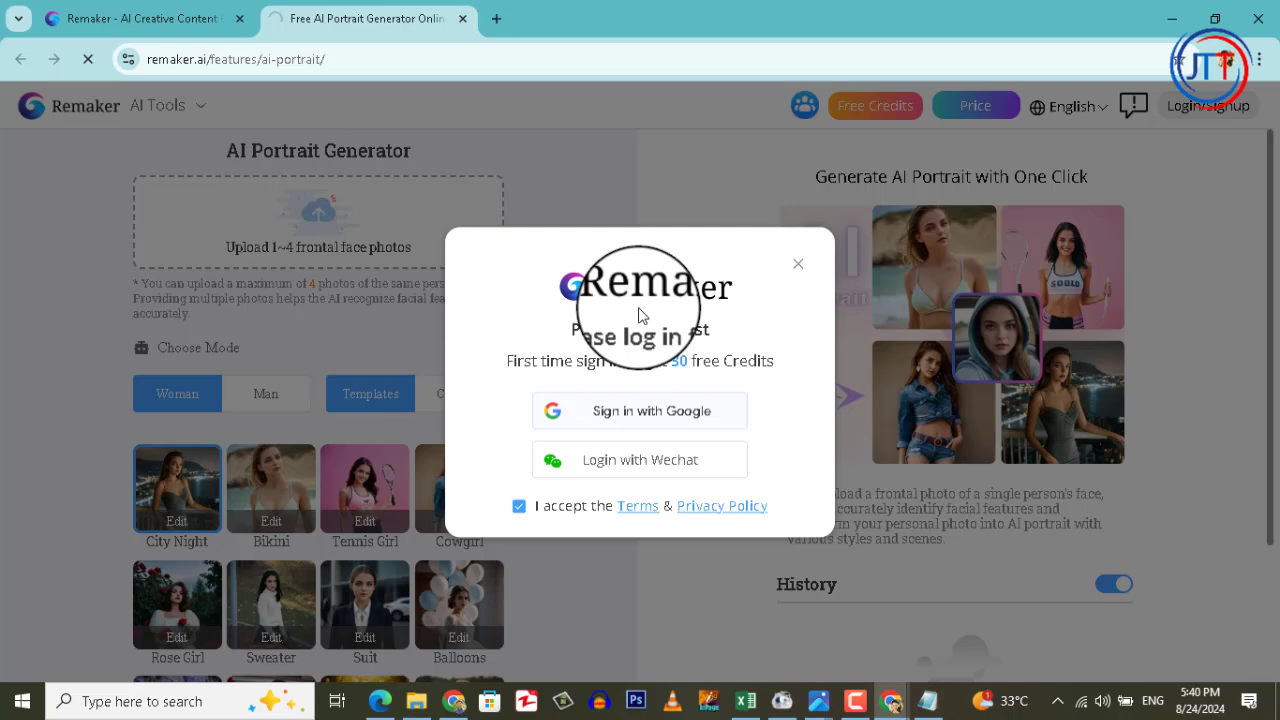 Remaker - AI Creative Content
Free AI Portrait Generator Onlin
remaker.ai/features/ai-portrait/
JTT
Remaker
AI Tools
Free Credits
Price
English
Login/Signup
AI Portrait Generator
Upload 1~4 frontal face photos
* You can upload a maximum of 4 photos of the same
Providing multiple photos helps the AI recognize facial
accurately.
Choose Mode
Woman
Man
Templates
Edit
Edit
Edit
City Night
Bikini
Tennis Girl
Cowgirl
Edit
Edit
Edit
Edit
Rose Girl
Sweater
Suit
Balloons
Generate AI Portrait with One Click
SOGLO
a frontal photo of a single person's face,
accurately identify facial features and
your personal photo into AI portrait with
various styles and scenes.
History
Remaker
ase log in
First time sign
30 free Credits
Sign in with Google
Login with Wechat
I accept the Terms & Privacy Policy
Type here to search
33°C
ENG
5:40 PM
8/24/2024